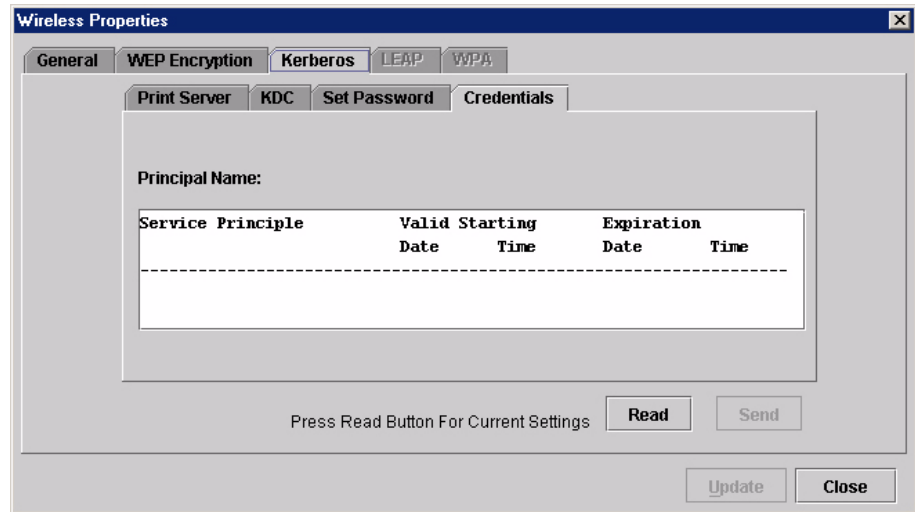 Wireless Properties
General WEP Encryption Kerberos LEAP WPA
Print Server KDC Set Password Credentials
Principal Name:
Service Principle Valid Starting Expiration
Date Time Date Time
-------------------------------------------------------------------
Press Read Button For Current Settings Read Send
Update Close